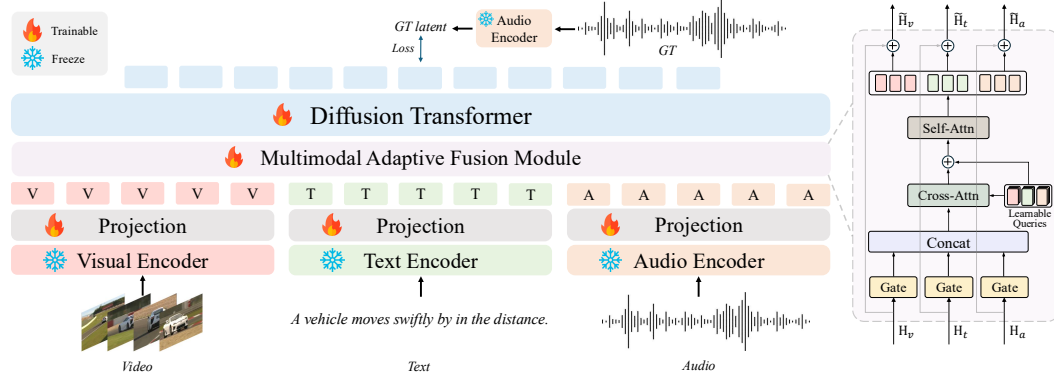 Trainable
Freeze
GT latent
Audio
Encoder
GT
Loss
Diffusion Transformer
Multimodal Adaptive Fusion Module
V V V V V T T T T T A A A A A
Projection Projection Projection
Visual Encoder Text Encoder Audio Encoder
A vehicle moves swiftly by in the distance.
Video Text Audio
H̃ᵥ H̃ₜ H̃ₐ
Self-Attn
Cross-Attn
Learnable
Queries
Concat
Gate Gate Gate
Hᵥ Hₜ Hₐ